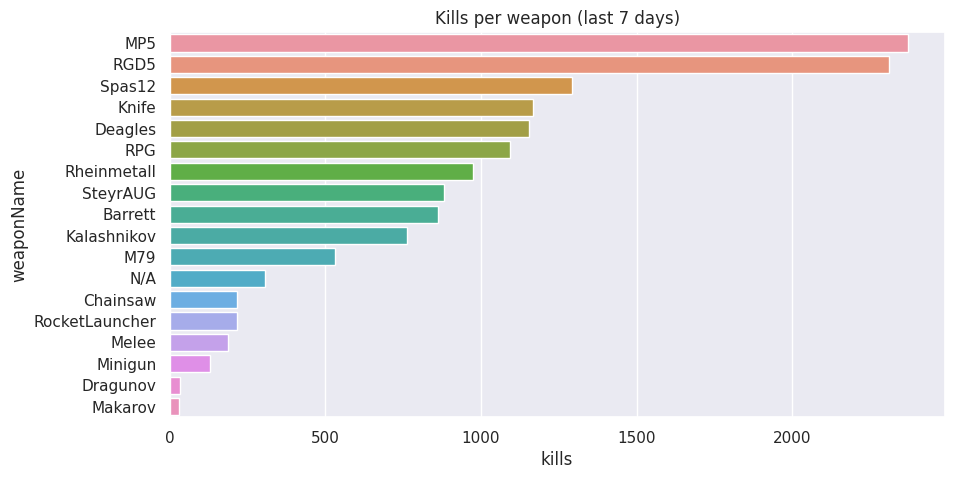 Kills per weapon (last 7 days)
weaponName
MP5
RGD5
Spas12
Knife
Deagles
RPG
Rheinmetall
SteyrAUG
Barrett
Kalashnikov
M79
N/A
Chainsaw
RocketLauncher
Melee
Minigun
Dragunov
Makarov
0 500 1000 1500 2000
kills